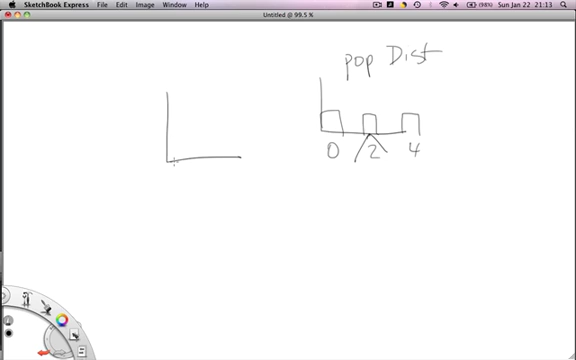 SketchBook Express File Edit Image Window Help (98%) Sun Jan 22 21:13
Untitled @ 99.5 %
pop Dist
0 2 4